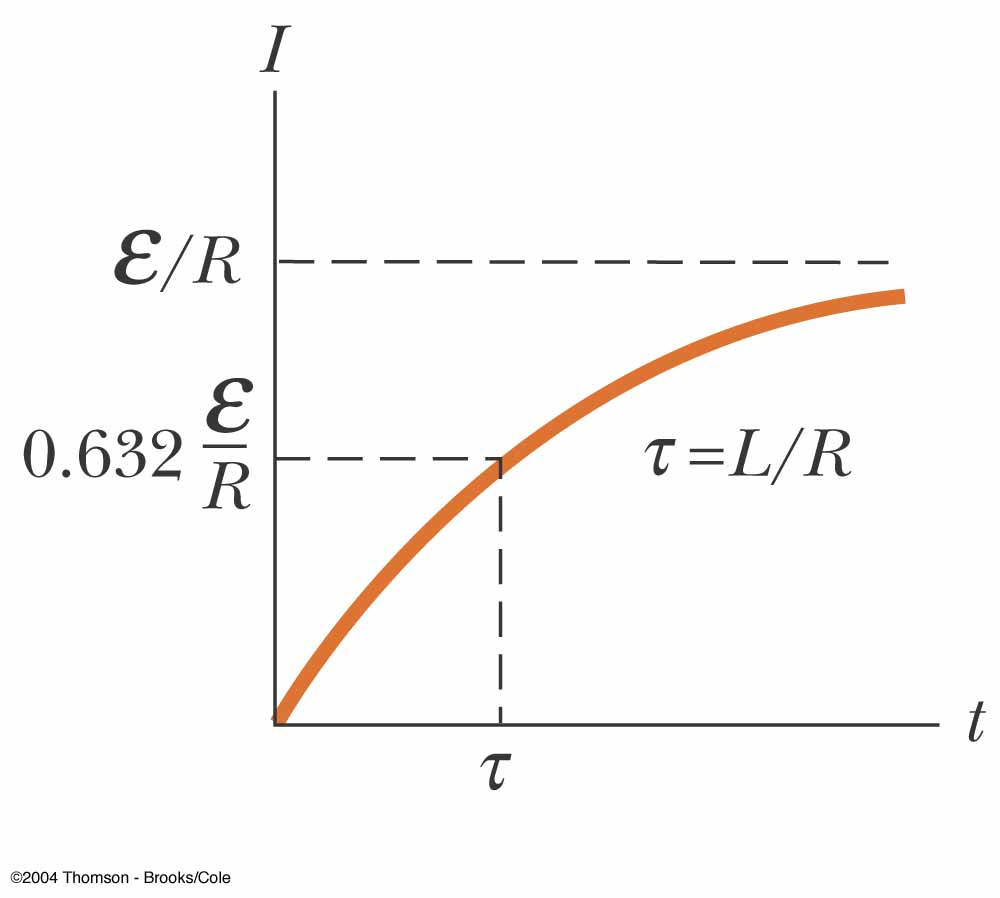 I
ℰ/R
0.632 ℰ/R
τ = L/R
t
τ
©2004 Thomson - Brooks/Cole